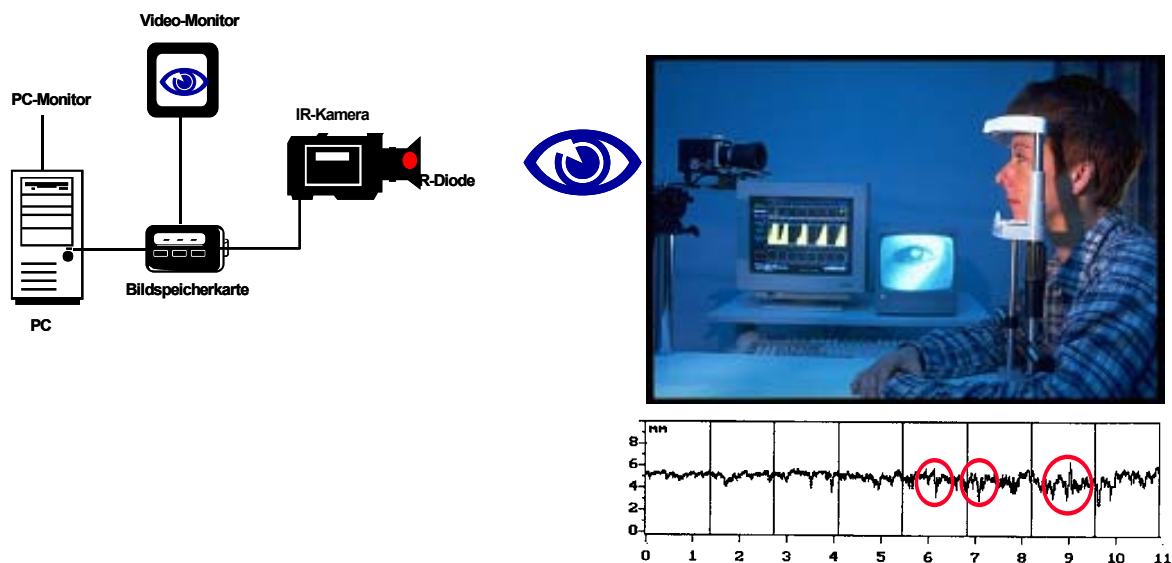 Video-Monitor
PC-Monitor
IR-Kamera
R-Diode
Bildspeicherkarte
PC
MM
8
6
4
2
0
0 1 2 3 4 5 6 7 8 9 10 11